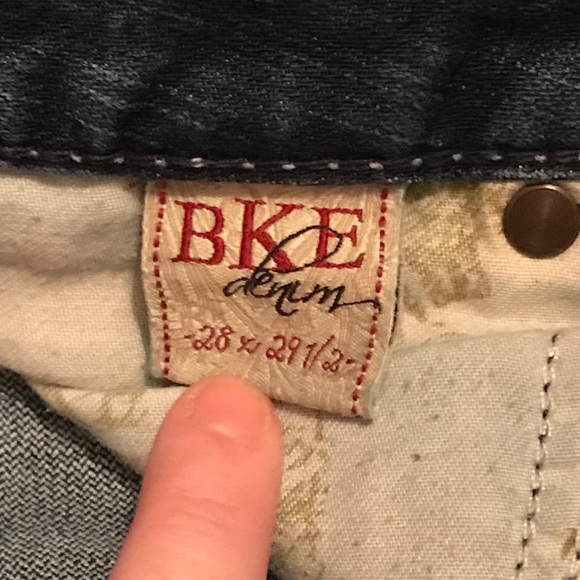 BKE
denim
-28 x 29 1/2-